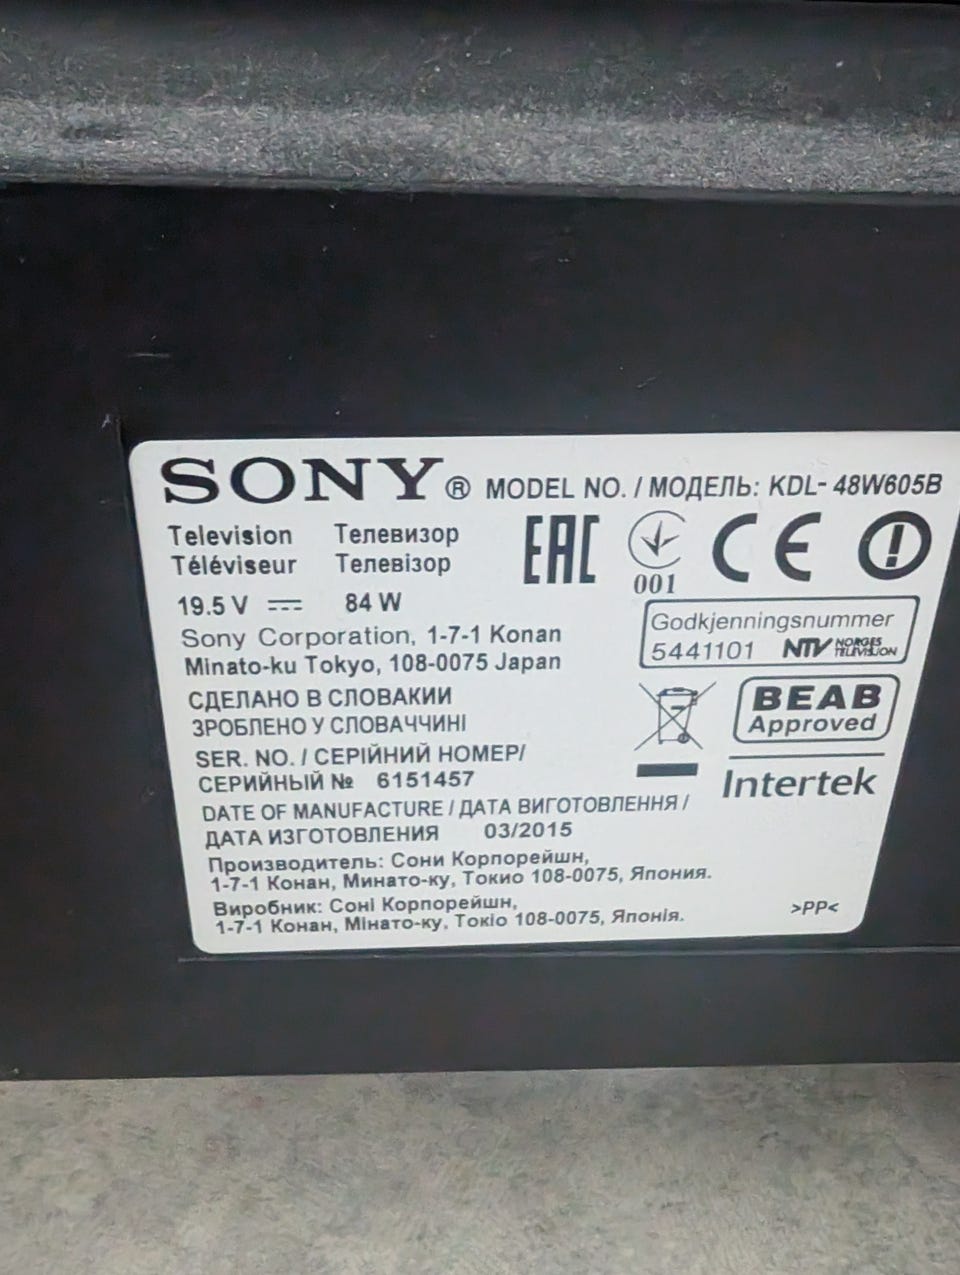 SONY® MODEL NO. / МОДЕЛЬ: KDL- 48W605B
Television Телевизор
Téléviseur Телевізор
19.5 V 84 W
Sony Corporation, 1-7-1 Konan
Minato-ku Tokyo, 108-0075 Japan
СДЕЛАНО В СЛОВАКИИ
ЗРОБЛЕНО У СЛОВАЧЧИНІ
SER. NO. / СЕРІЙНИЙ НОМЕР/
СЕРИЙНЫЙ № 6151457
DATE OF MANUFACTURE / ДАТА ВИГОТОВЛЕННЯ /
ДАТА ИЗГОТОВЛЕНИЯ 03/2015
Производитель: Сони Корпорейшн,
1-7-1 Конан, Минато-ку, Токио 108-0075, Япония.
Виробник: Соні Корпорейшн,
1-7-1 Конан, Мінато-ку, Токіо 108-0075, Японія.
EAC
001
CE
Godkjenningsnummer
5441101 NTV NORGES
TELEVISJON
BEAB
Approved
Intertek
>PP<